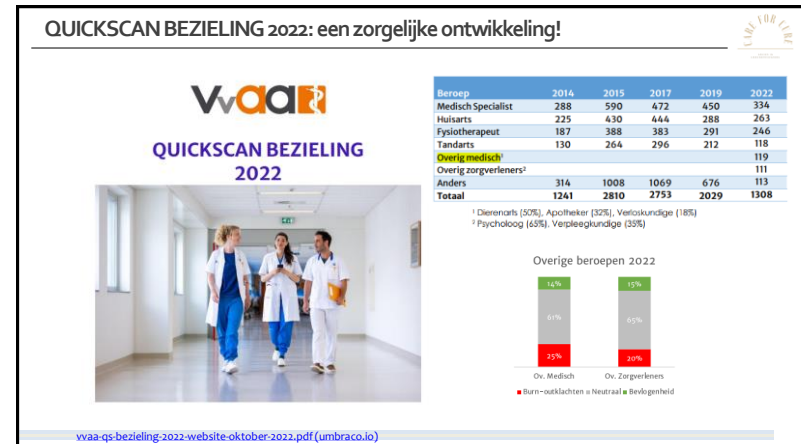 QUICKSCAN BEZIELING 2022: een zorgelijke ontwikkeling!
CARE FOR CURE
VvAA
QUICKSCAN BEZIELING
2022
Beroep 2014 2015 2017 2019 2022
Medisch Specialist 288 590 472 450 334
Huisarts 225 430 444 288 263
Fysiotherapeut 187 388 383 291 246
Tandarts 130 264 296 212 118
Overig medisch¹ 119
Overig zorgverleners² 111
Anders 314 1008 1069 676 113
Totaal 1241 2810 2753 2029 1308
¹ Dierenarts (50%), Apotheker (32%), Verloskundige (18%)
² Psycholoog (65%), Verpleegkundige (35%)
Overige beroepen 2022
14% 15%
61% 65%
25% 20%
Ov. Medisch Ov. Zorgverleners
Burn-outklachten Neutraal Bevlogenheid
vvaa-qs-bezieling-2022-website-oktober-2022.pdf (umbraco.io)